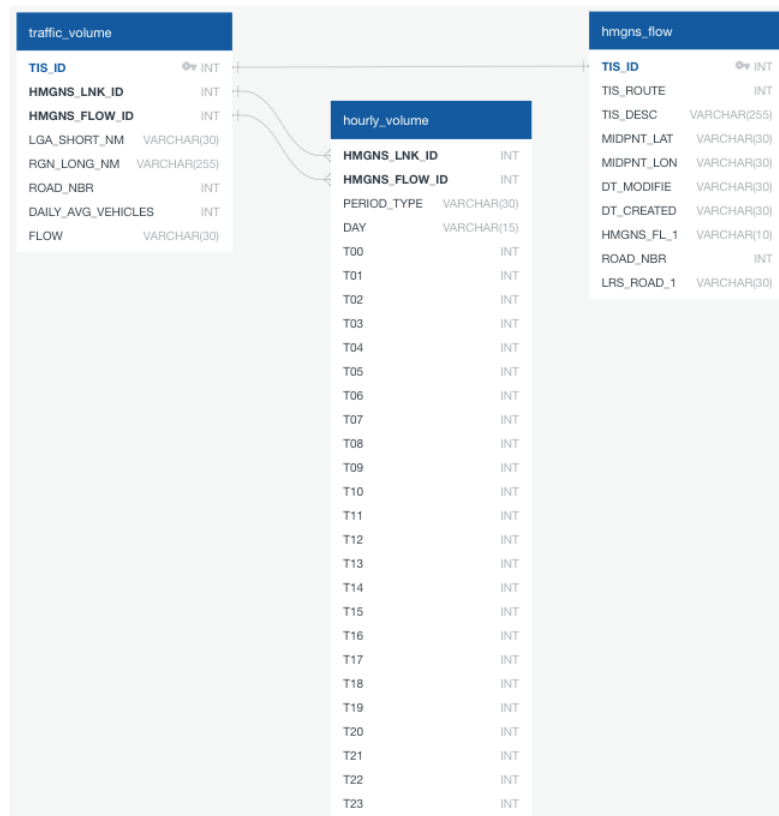 traffic_volume
TIS_ID INT
HMGNS_LNK_ID INT
HMGNS_FLOW_ID INT
LGA_SHORT_NM VARCHAR(30)
RGN_LONG_NM VARCHAR(255)
ROAD_NBR INT
DAILY_AVG_VEHICLES INT
FLOW VARCHAR(30)
hourly_volume
HMGNS_LNK_ID INT
HMGNS_FLOW_ID INT
PERIOD_TYPE VARCHAR(30)
DAY VARCHAR(15)
T00 INT
T01 INT
T02 INT
T03 INT
T04 INT
T05 INT
T06 INT
T07 INT
T08 INT
T09 INT
T10 INT
T11 INT
T12 INT
T13 INT
T14 INT
T15 INT
T16 INT
T17 INT
T18 INT
T19 INT
T20 INT
T21 INT
T22 INT
T23 INT
hmgns_flow
TIS_ID INT
TIS_ROUTE INT
TIS_DESC VARCHAR(255)
MIDPNT_LAT VARCHAR(30)
MIDPNT_LON VARCHAR(30)
DT_MODIFIE VARCHAR(30)
DT_CREATED VARCHAR(30)
HMGNS_FL_1 VARCHAR(10)
ROAD_NBR INT
LRS_ROAD_1 VARCHAR(30)